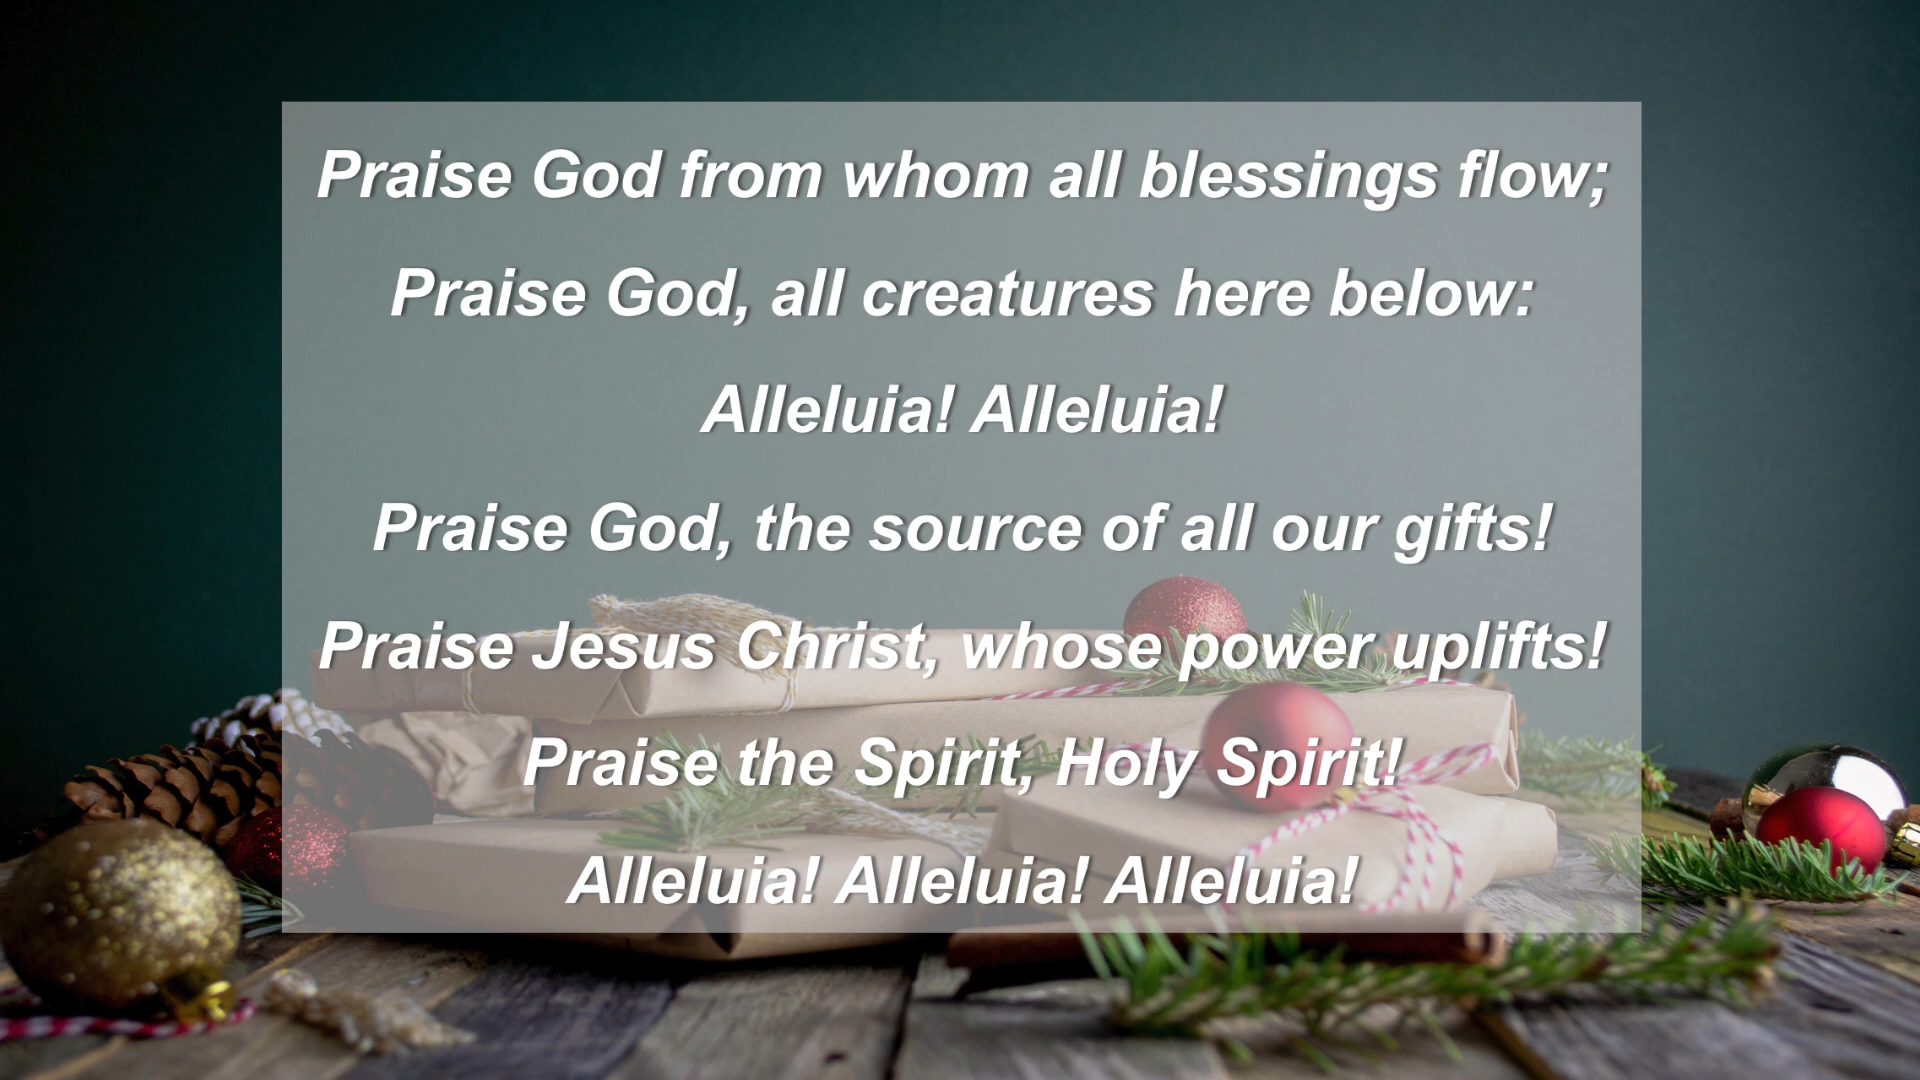 Praise God from whom all blessings flow;
Praise God, all creatures here below:
Alleluia! Alleluia!
Praise God, the source of all our gifts!
Praise Jesus Christ, whose power uplifts!
Praise the Spirit, Holy Spirit!
Alleluia! Alleluia! Alleluia!